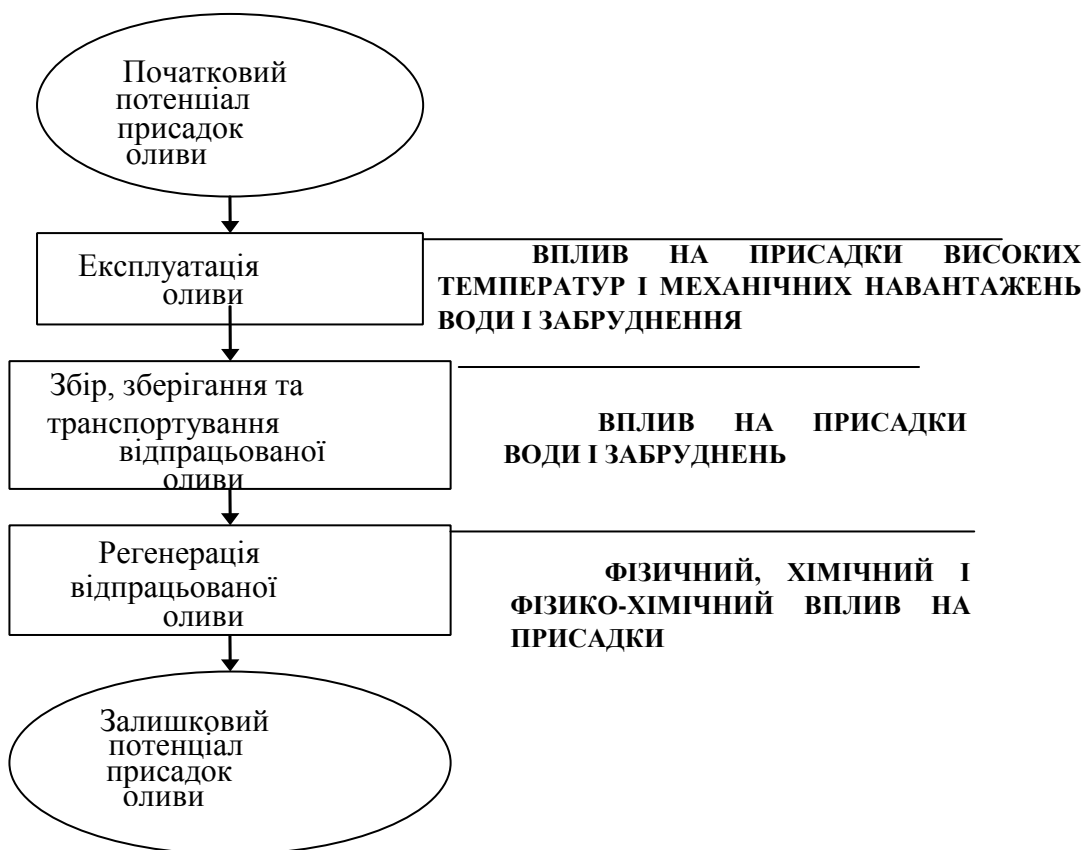 Початковий
потенціал
присадок
оливи
Експлуатація
оливи
ВПЛИВ НА ПРИСАДКИ ВИСОКИХ
ТЕМПЕРАТУР І МЕХАНІЧНИХ НАВАНТАЖЕНЬ
ВОДИ І ЗАБРУДНЕННЯ
Збір, зберігання та
транспортування
відпрацьованої
оливи
ВПЛИВ НА ПРИСАДКИ
ВОДИ І ЗАБРУДНЕНЬ
Регенерація
відпрацьованої
оливи
ФІЗИЧНИЙ, ХІМІЧНИЙ І
ФІЗИКО-ХІМІЧНИЙ ВПЛИВ НА
ПРИСАДКИ
Залишковий
потенціал
присадок
оливи